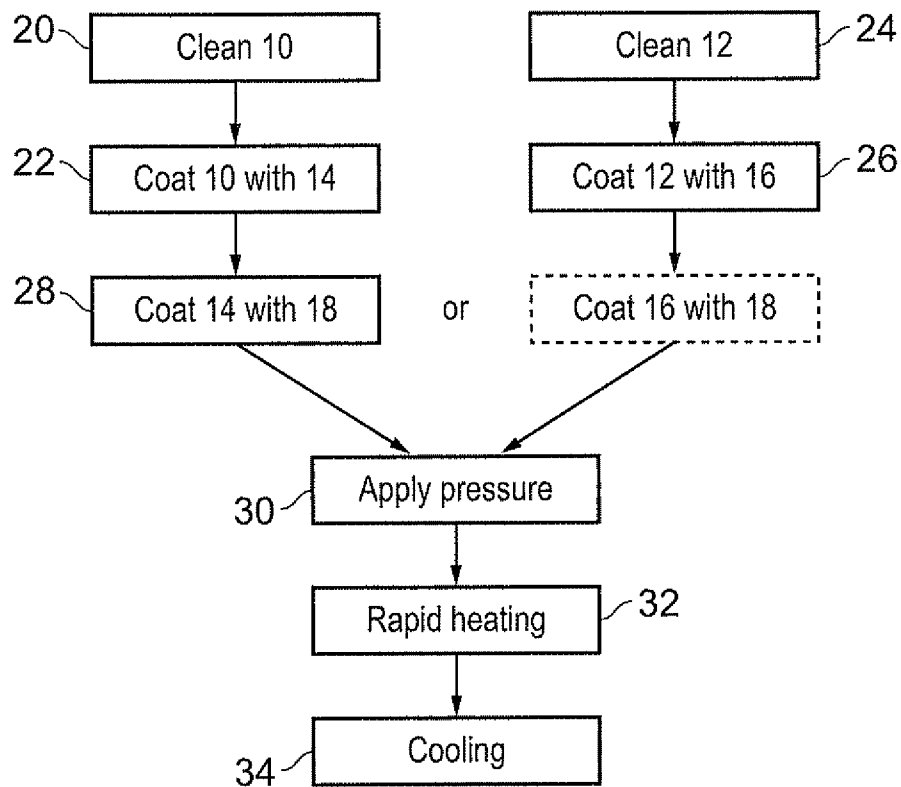 20 Clean 10 Clean 12 24
22 Coat 10 with 14 Coat 12 with 16 26
28 Coat 14 with 18 or Coat 16 with 18
30 Apply pressure
Rapid heating 32
34 Cooling